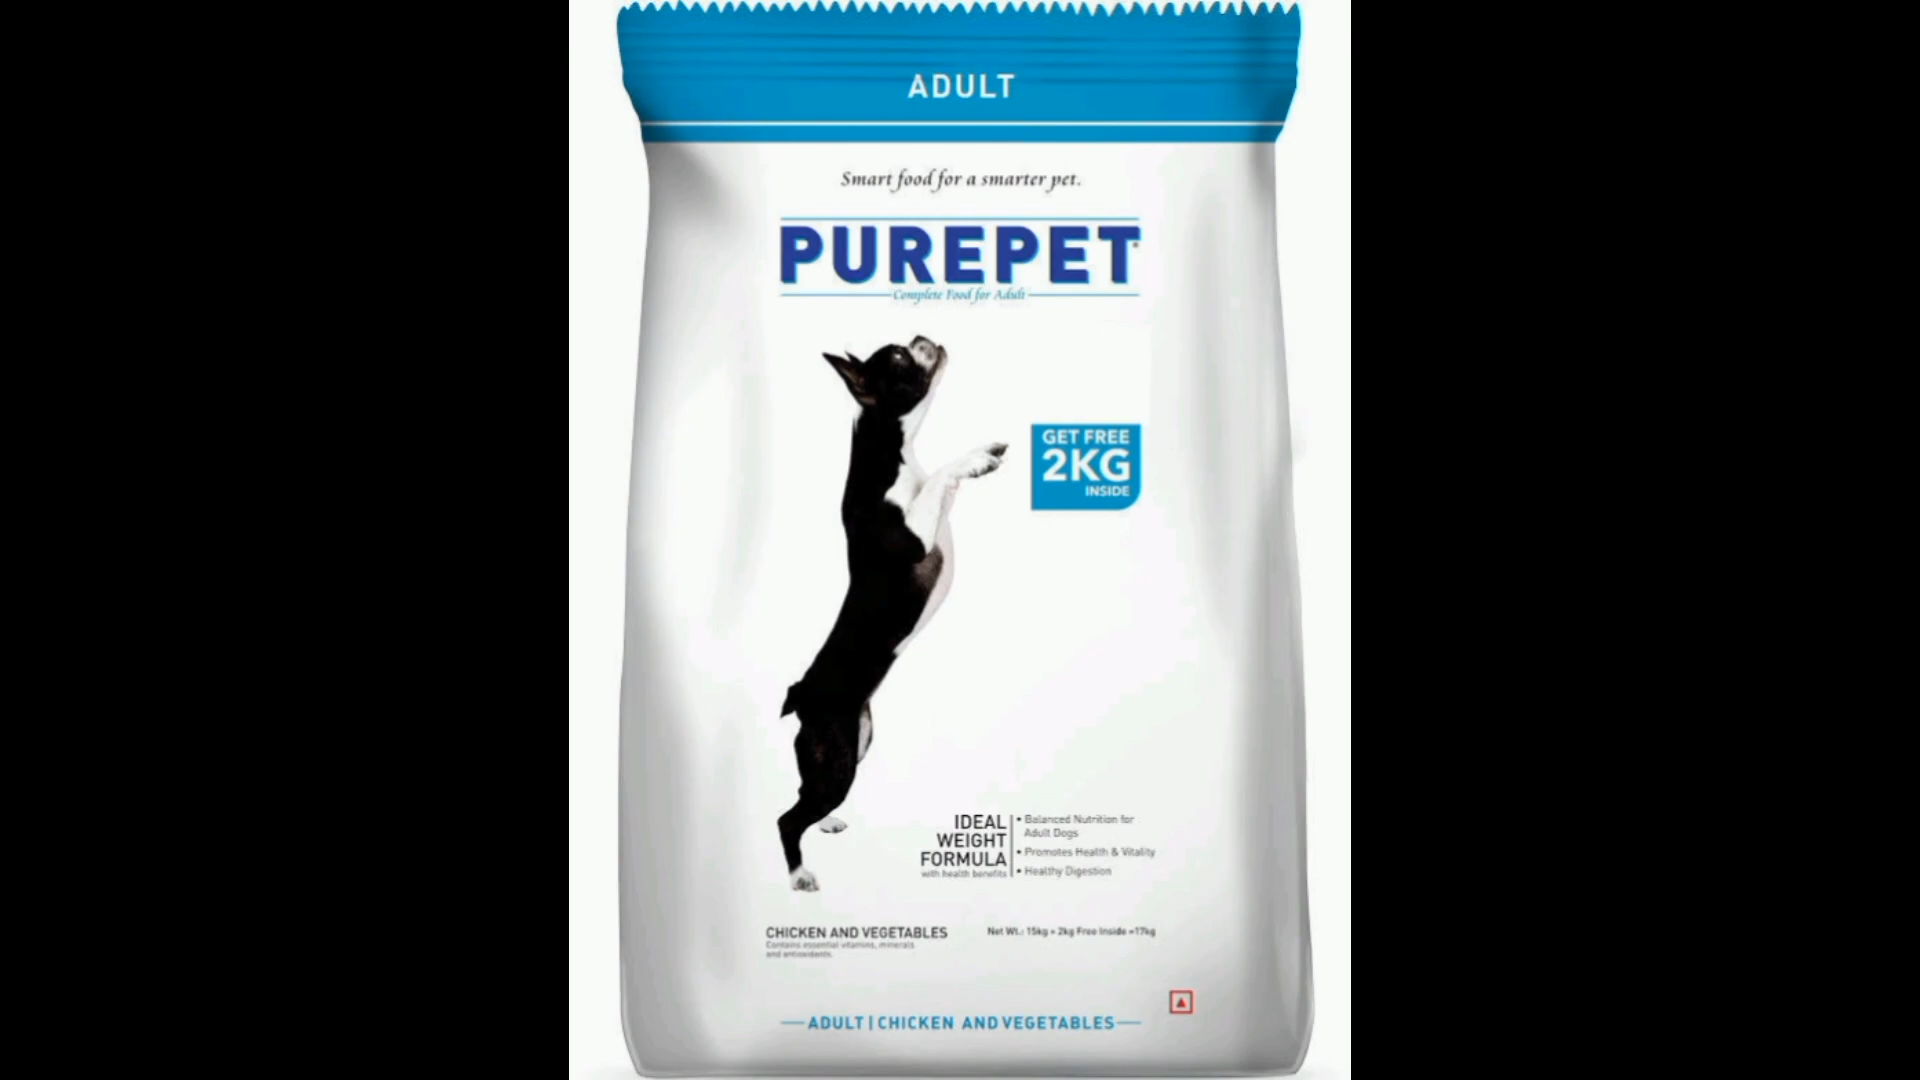 ADULT
Smart food for a smarter pet.
PUREPET
Complete Food for Adult
GET FREE
2KG
INSIDE
IDEAL
WEIGHT
FORMULA
with health benefits
• Balanced Nutrition for
Adult Dogs
• Promotes Health & Vitality
• Healthy Digestion
CHICKEN AND VEGETABLES
Contains essential vitamins, minerals
and antioxidants.
Net Wt.: 15kg + 2kg Free Inside =17kg
ADULT | CHICKEN AND VEGETABLES